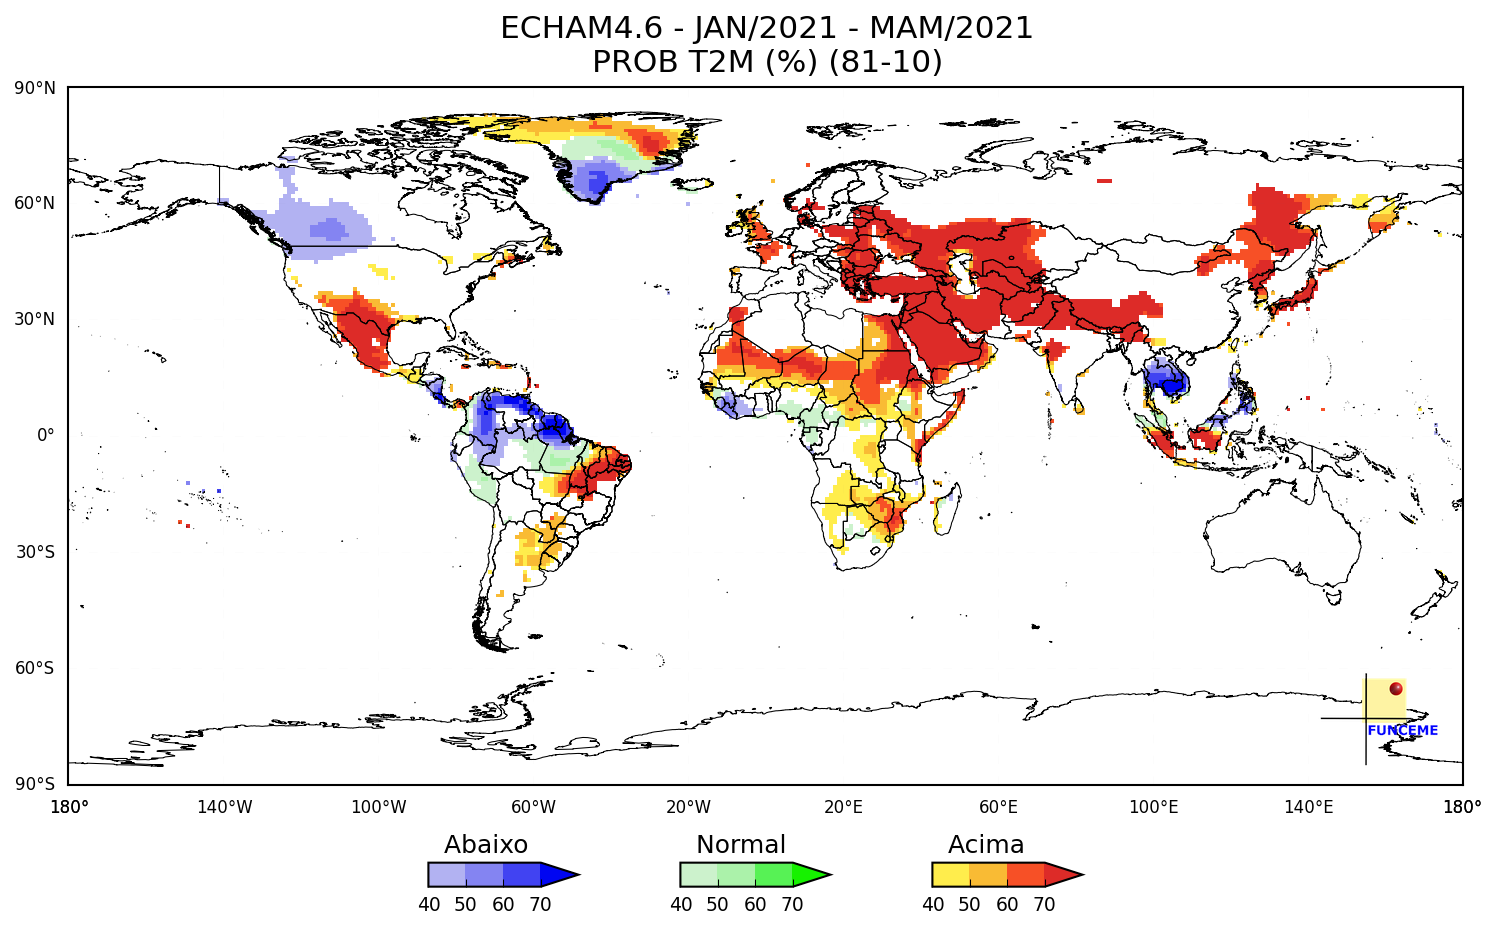 ECHAM4.6 - JAN/2021 - MAM/2021
PROB T2M (%) (81-10)
90°N
60°N
30°N
0°
30°S
60°S
90°S
FUNCEME
180° 140°W 100°W 60°W 20°W 20°E 60°E 100°E 140°E 180°
Abaixo Normal Acima
40 50 60 70 40 50 60 70 40 50 60 70